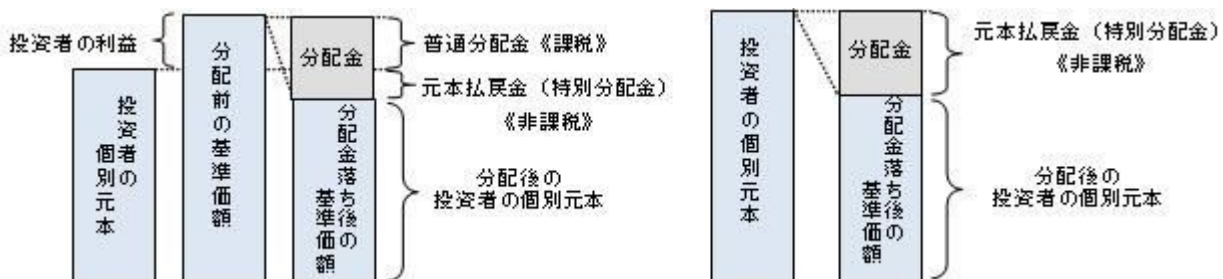 投資者の利益
投資者の
個別元本
分配前の基準価額
分配金
分配金落ち後の
基準価額
普通分配金《課税》
元本払戻金（特別分配金）
《非課税》
分配後の
投資者の個別元本
投資者の個別元本
分配金
分配金落ち後の
基準価額
元本払戻金（特別分配金）
《非課税》
分配後の
投資者の個別元本